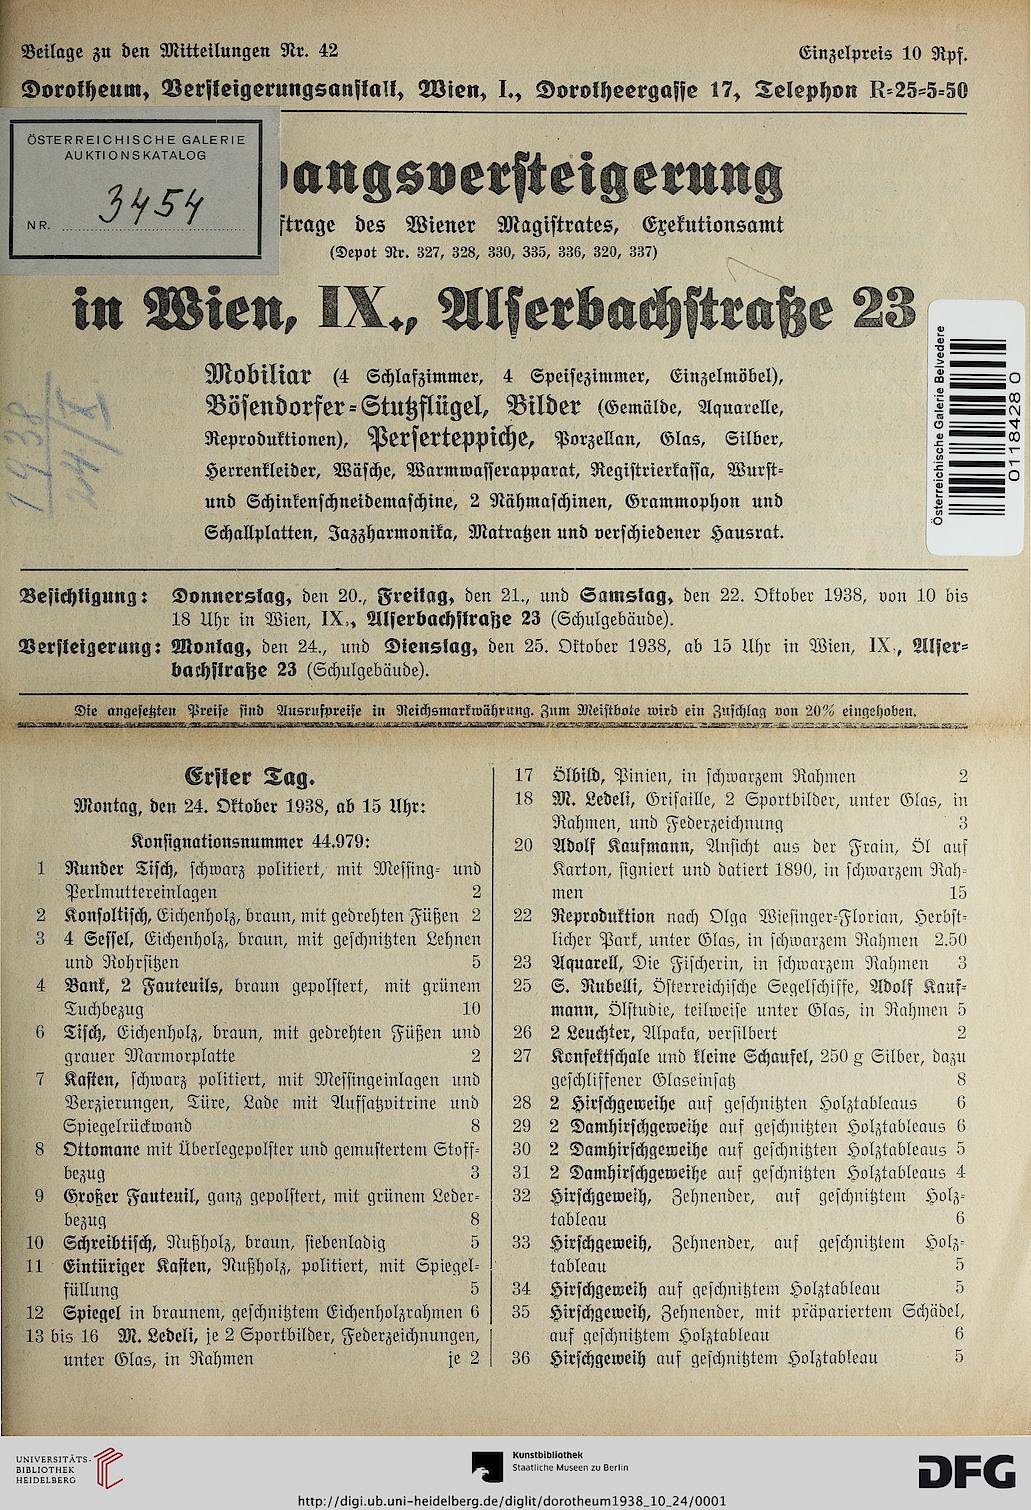 Beilage zu den Mitteilungen Nr. 42
Einzelpreis 10 Rpf.
Dorotheum, Versteigerungsanstalt, Wien, I., Dorotheergasse 17, Telephon R=25=5=50
ÖSTERREICHISCHE GALERIE
AUKTIONSKATALOG
NR. 3454
angsversteigerung
ftrage des Wiener Magistrates, Exekutionsamt
(Depot Nr. 327, 328, 330, 335, 336, 320, 337)
in Wien, IX., Alserbachstraße 23
Mobiliar (4 Schlafzimmer, 4 Speisezimmer, Einzelmöbel),
Bösendorfer=Stutzflügel, Bilder (Gemälde, Aquarelle,
Reproduktionen), Perserteppiche, Porzellan, Glas, Silber,
Herrenkleider, Wäsche, Warmwasserapparat, Registrierkassa, Wurst=
und Schinkenschneidemaschine, 2 Nähmaschinen, Grammophon und
Schallplatten, Jazzharmonika, Matratzen und verschiedener Hausrat.
1938
24/X
Österreichische Galerie Belvedere
01184280
Besichtigung: Donnerstag, den 20., Freitag, den 21., und Samstag, den 22. Oktober 1938, von 10 bis
18 Uhr in Wien, IX., Alserbachstraße 23 (Schulgebäude).
Versteigerung: Montag, den 24., und Dienstag, den 25. Oktober 1938, ab 15 Uhr in Wien, IX., Alser=
bachstraße 23 (Schulgebäude).
Die angesetzten Preise sind Ausrufpreise in Reichsmarkwährung. Zum Meistbote wird ein Zuschlag von 20% eingehoben.
Erster Tag.
Montag, den 24. Oktober 1938, ab 15 Uhr:
Konsignationsnummer 44.979:
1 Runder Tisch, schwarz politiert, mit Messing= und
Perlmuttereinlagen 2
2 Konsoltisch, Eichenholz, braun, mit gedrehten Füßen 2
3 4 Sessel, Eichenholz, braun, mit geschnitzten Lehnen
und Rohrsitzen 5
4 Bank, 2 Fauteuils, braun gepolstert, mit grünem
Tuchbezug 10
6 Tisch, Eichenholz, braun, mit gedrehten Füßen und
grauer Marmorplatte 2
7 Kasten, schwarz politiert, mit Messingeinlagen und
Verzierungen, Türe, Lade mit Aufsatzvitrine und
Spiegelrückwand 8
8 Ottomane mit Überlegepolster und gemustertem Stoff=
bezug 3
9 Großer Fauteuil, ganz gepolstert, mit grünem Leder=
bezug 8
10 Schreibtisch, Nußholz, braun, siebenladig 5
11 Eintüriger Kasten, Nußholz, politiert, mit Spiegel=
füllung 5
12 Spiegel in braunem, geschnitztem Eichenholzrahmen 6
13 bis 16 M. Ledeli, je 2 Sportbilder, Federzeichnungen,
unter Glas, in Rahmen je 2
17 Ölbild, Pinien, in schwarzem Rahmen 2
18 M. Ledeli, Grisaille, 2 Sportbilder, unter Glas, in
Rahmen, und Federzeichnung 3
20 Adolf Kaufmann, Ansicht aus der Frain, Öl auf
Karton, signiert und datiert 1890, in schwarzem Rah=
men 15
22 Reproduktion nach Olga Wiesinger=Florian, Herbst=
licher Park, unter Glas, in schwarzem Rahmen 2.50
23 Aquarell, Die Fischerin, in schwarzem Rahmen 3
25 S. Rubelli, Österreichische Segelschiffe, Adolf Kauf=
mann, Ölstudie, teilweise unter Glas, in Rahmen 5
26 2 Leuchter, Alpaka, versilbert 2
27 Konfektschale und kleine Schaufel, 250 g Silber, dazu
geschliffener Glaseinsatz 8
28 2 Hirschgeweihe auf geschnitzten Holztableaus 6
29 2 Damhirschgeweihe auf geschnitzten Holztableaus 6
30 2 Damhirschgeweihe auf geschnitzten Holztableaus 5
31 2 Damhirschgeweihe auf geschnitzten Holztableaus 4
32 Hirschgeweih, Zehnender, auf geschnitztem Holz=
tableau 6
33 Hirschgeweih, Zehnender, auf geschnitztem Holz=
tableau 5
34 Hirschgeweih auf geschnitztem Holztableau 5
35 Hirschgeweih, Zehnender, mit präpariertem Schädel,
auf geschnitztem Holztableau 6
36 Hirschgeweih auf geschnitztem Holztableau 5
UNIVERSITÄTS-
BIBLIOTHEK
HEIDELBERG
Kunstbibliothek
Staatliche Museen zu Berlin
DFG
http://digi.ub.uni-heidelberg.de/diglit/dorotheum1938_10_24/0001